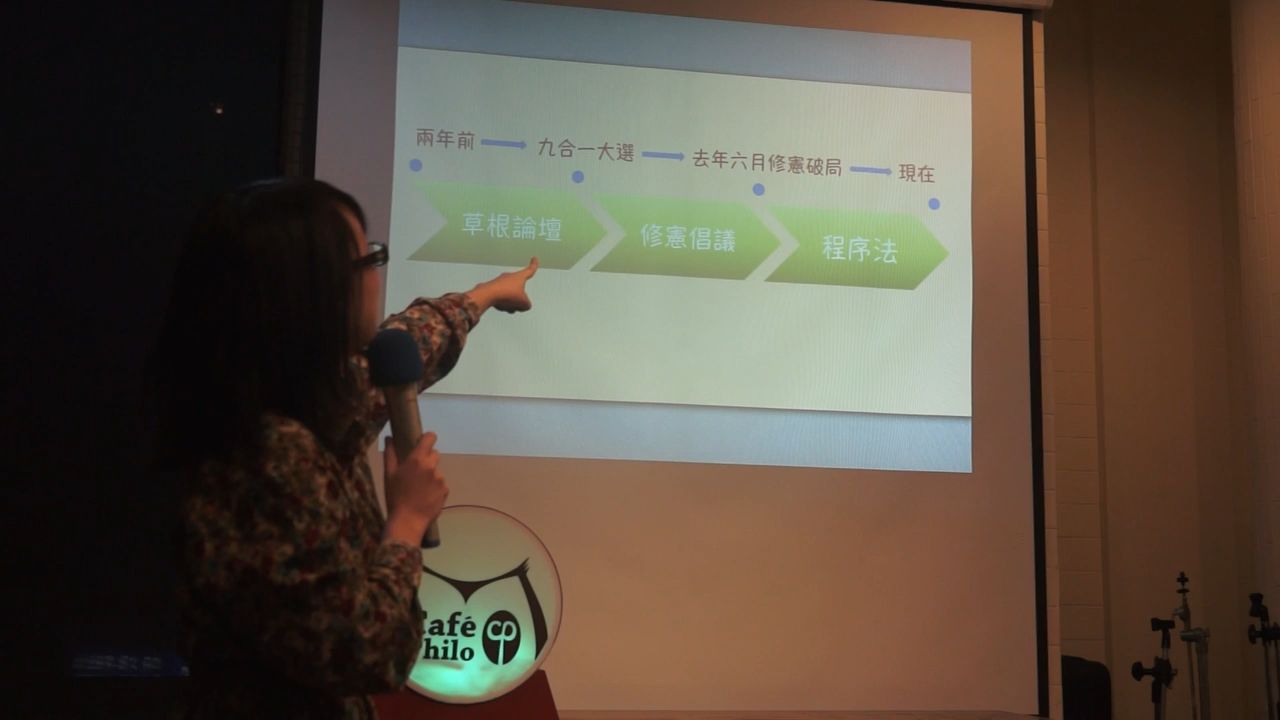 兩年前 九合一大選 去年六月修憲破局 現在
草根論壇 修憲倡議 程序法
Café
Philo